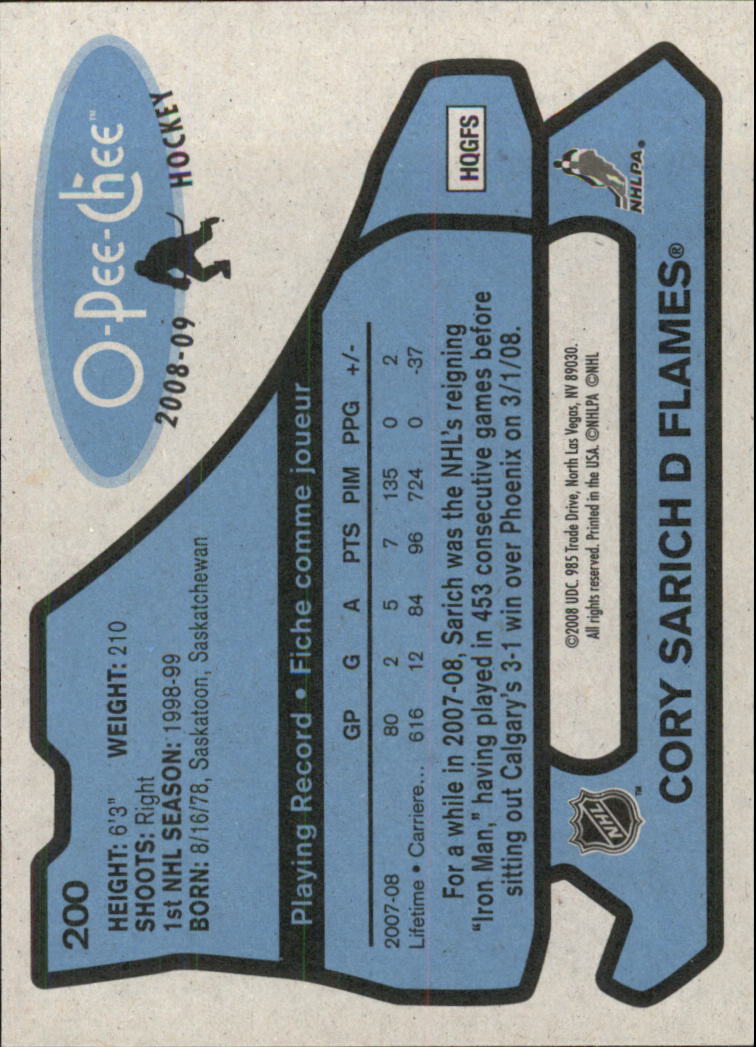 200
O-Pee-Chee™
2008-09 HOCKEY
HEIGHT: 6'3" WEIGHT: 210
SHOOTS: Right
1st NHL SEASON: 1998-99
BORN: 8/16/78, Saskatoon, Saskatchewan
Playing Record • Fiche comme joueur
GP G A PTS PIM PPG +/-
2007-08 80 2 5 7 135 0 2
Lifetime • Carriere... 616 12 84 96 724 0 -37
For a while in 2007-08, Sarich was the NHL's reigning
"Iron Man," having played in 453 consecutive games before
sitting out Calgary's 3-1 win over Phoenix on 3/1/08.
HQGFS
©2008 UDC. 985 Trade Drive, North Las Vegas, NV 89030.
All rights reserved. Printed in the USA. ©NHLPA ©NHL
NHL™
NHLPA®
CORY SARICH D FLAMES®